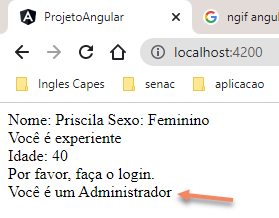 ProjetoAngular
ngif angul
localhost:4200
Ingles Capes
senac
aplicacao
Nome: Priscila Sexo: Feminino
Você é experiente
Idade: 40
Por favor, faça o login.
Você é um Administrador